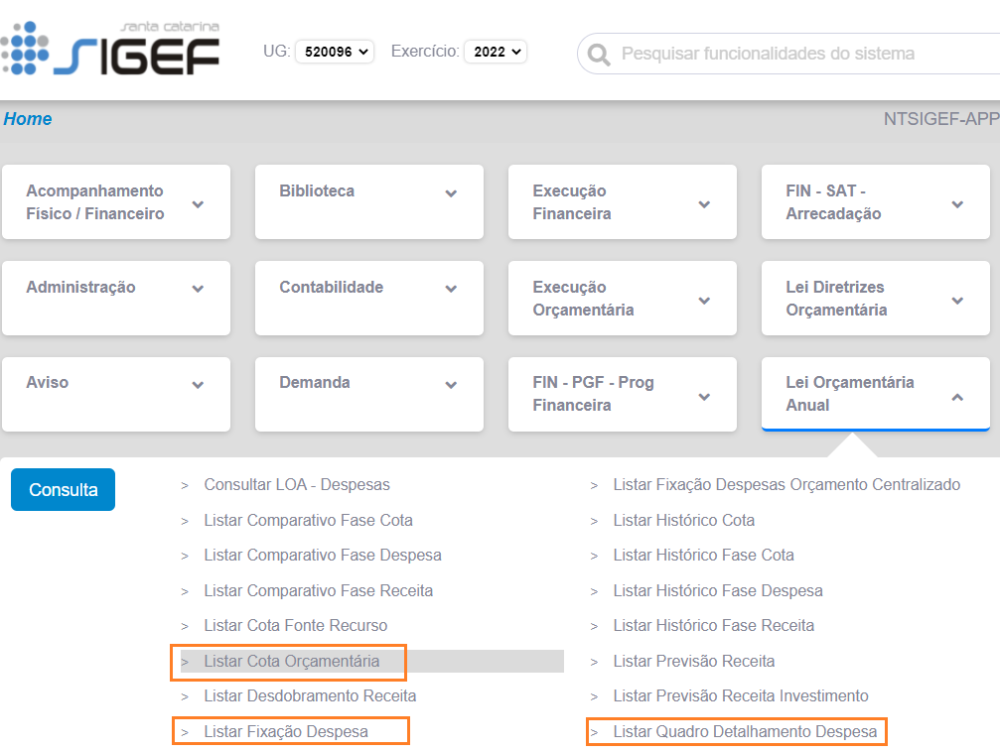 santa catarina
SIGEF
UG: 520096 Exercício: 2022 Pesquisar funcionalidades do sistema
Home NTSIGEF-APP
Acompanhamento
Físico / Financeiro
Biblioteca
Execução
Financeira
FIN - SAT -
Arrecadação
Administração
Contabilidade
Execução
Orçamentária
Lei Diretrizes
Orçamentária
Aviso
Demanda
FIN - PGF - Prog
Financeira
Lei Orçamentária
Anual
Consulta
> Consultar LOA - Despesas
> Listar Comparativo Fase Cota
> Listar Comparativo Fase Despesa
> Listar Comparativo Fase Receita
> Listar Cota Fonte Recurso
> Listar Cota Orçamentária
> Listar Desdobramento Receita
> Listar Fixação Despesa
> Listar Fixação Despesas Orçamento Centralizado
> Listar Histórico Cota
> Listar Histórico Fase Cota
> Listar Histórico Fase Despesa
> Listar Histórico Fase Receita
> Listar Previsão Receita
> Listar Previsão Receita Investimento
> Listar Quadro Detalhamento Despesa